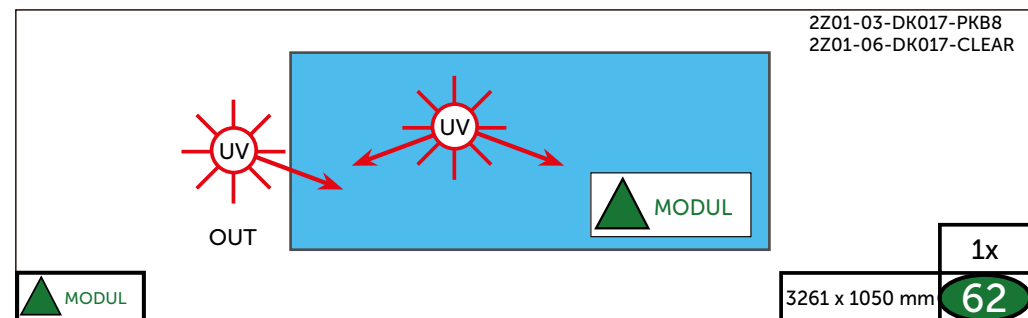 2Z01-03-DK017-PKB8
2Z01-06-DK017-CLEAR
UV
UV
MODUL
OUT
1x
MODUL
3261 x 1050 mm
62